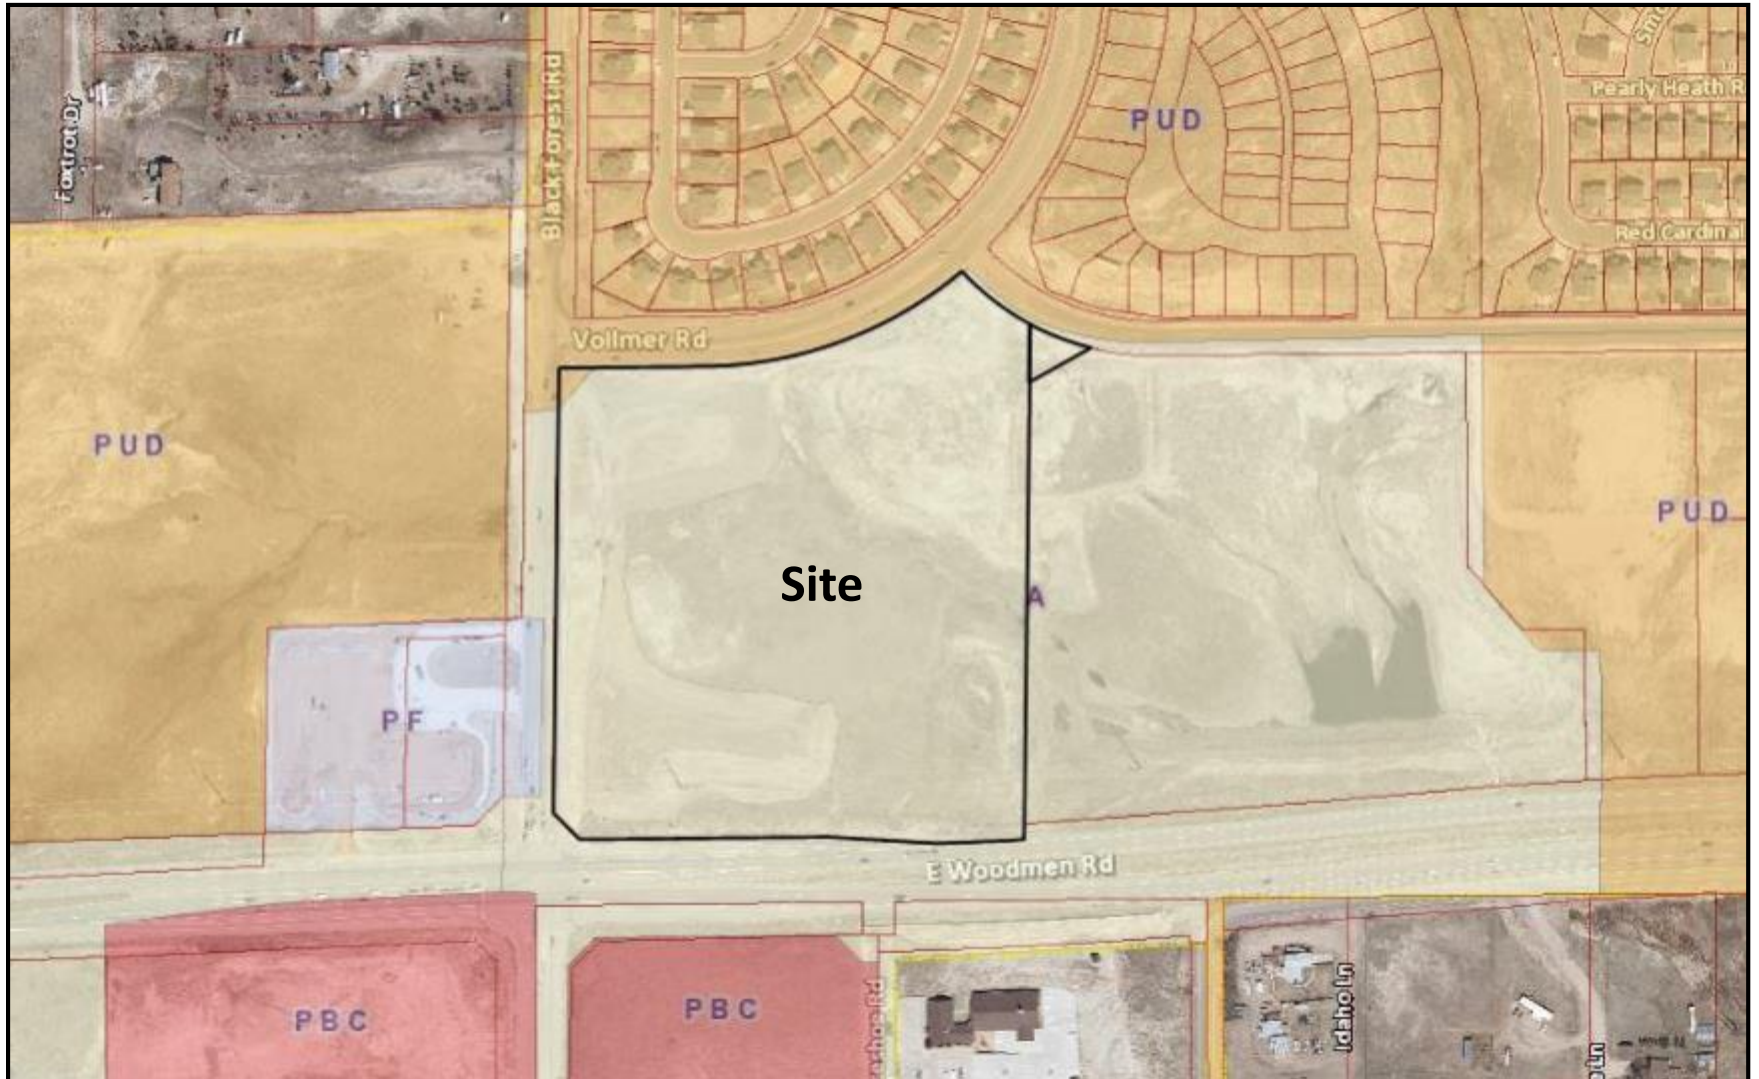 Foxtrot Dr
Black Forest Rd
PUD
Pearly Heath R
Red Cardinal
Vollmer Rd
PUD
PUD
Site
A
PF
E Woodmen Rd
PBC
PBC
Idaho Ln
Ln